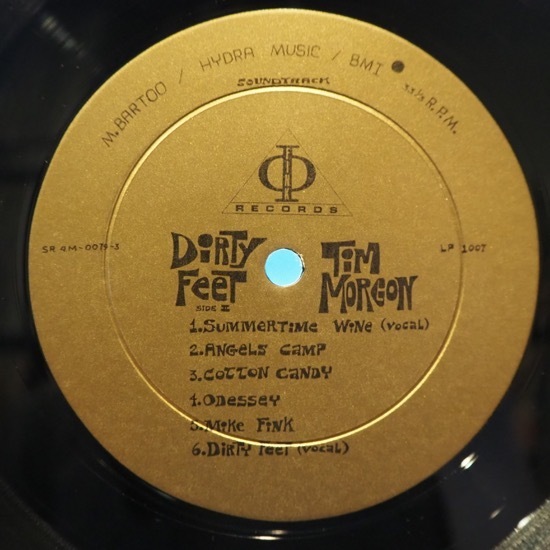 M. BARTOO / HYDRA MUSIC / BMI
SOUNDTRACK
33⅓ R.P.M.
RECORDS
SR 4M-0079-3
LP 1007
DIRTY FEET
TIM MORGON
SIDE II
1. SUMMERTIME WINE (VOCAL)
2. ANGELS CAMP
3. COTTON CANDY
4. ODESSEY
5. MIKE FINK
6. DIRTY FEET (VOCAL)